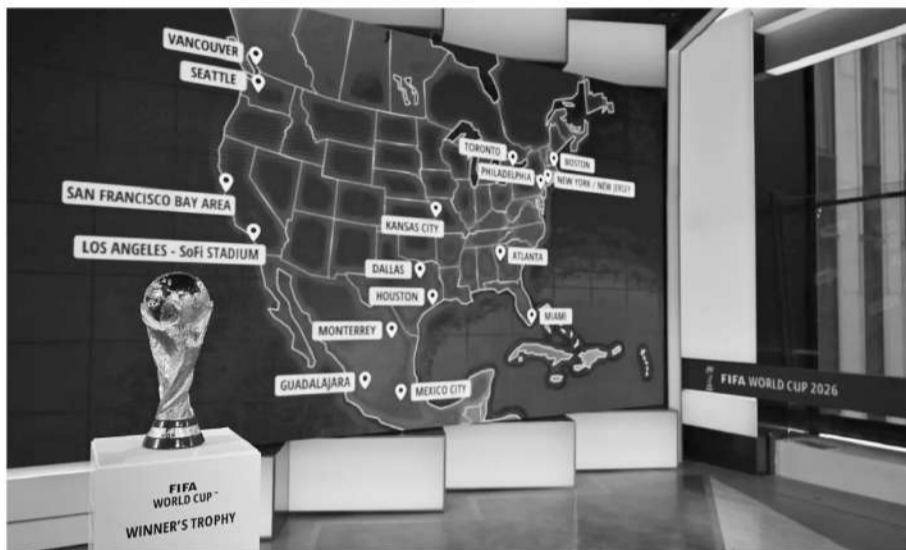 VANCOUVER
SEATTLE
TORONTO
BOSTON
PHILADELPHIA
NEW YORK / NEW JERSEY
SAN FRANCISCO BAY AREA
KANSAS CITY
LOS ANGELES - SoFi STADIUM
ATLANTA
DALLAS
HOUSTON
MIAMI
MONTERREY
GUADALAJARA
MEXICO CITY
FIFA WORLD CUP 2026
FIFA
WORLD CUP™
WINNER'S TROPHY